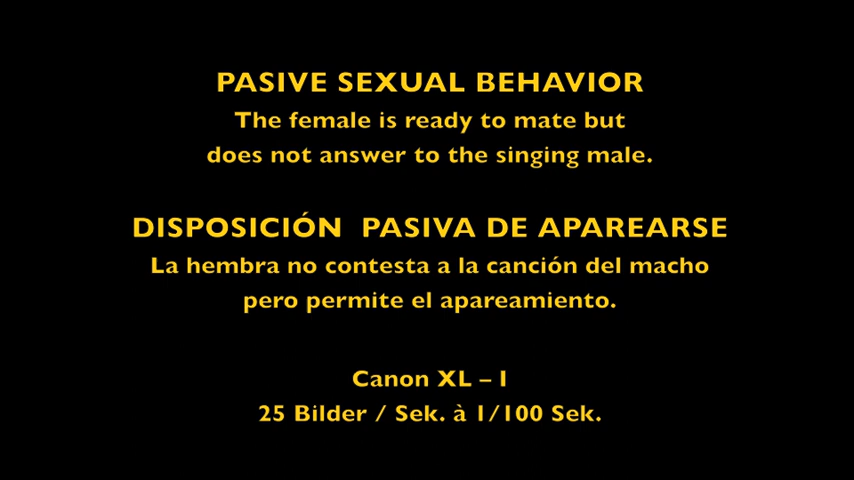 PASIVE SEXUAL BEHAVIOR
The female is ready to mate but
does not answer to the singing male.
DISPOSICIÓN PASIVA DE APAREARSE
La hembra no contesta a la canción del macho
pero permite el apareamiento.
Canon XL – I
25 Bilder / Sek. à 1/100 Sek.